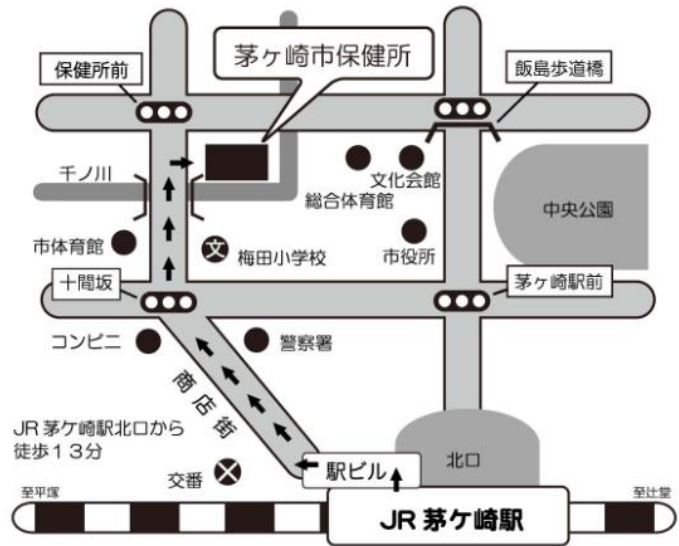 茅ヶ崎市保健所
保健所前
飯島歩道橋
千ノ川
文化会館
総合体育館
中央公園
市体育館
文
梅田小学校
市役所
十間坂
茅ヶ崎駅前
コンビニ
警察署
商店街
JR茅ケ崎駅北口から
徒歩13分
交番
駅ビル
北口
至平塚
至辻堂
JR 茅ケ崎駅